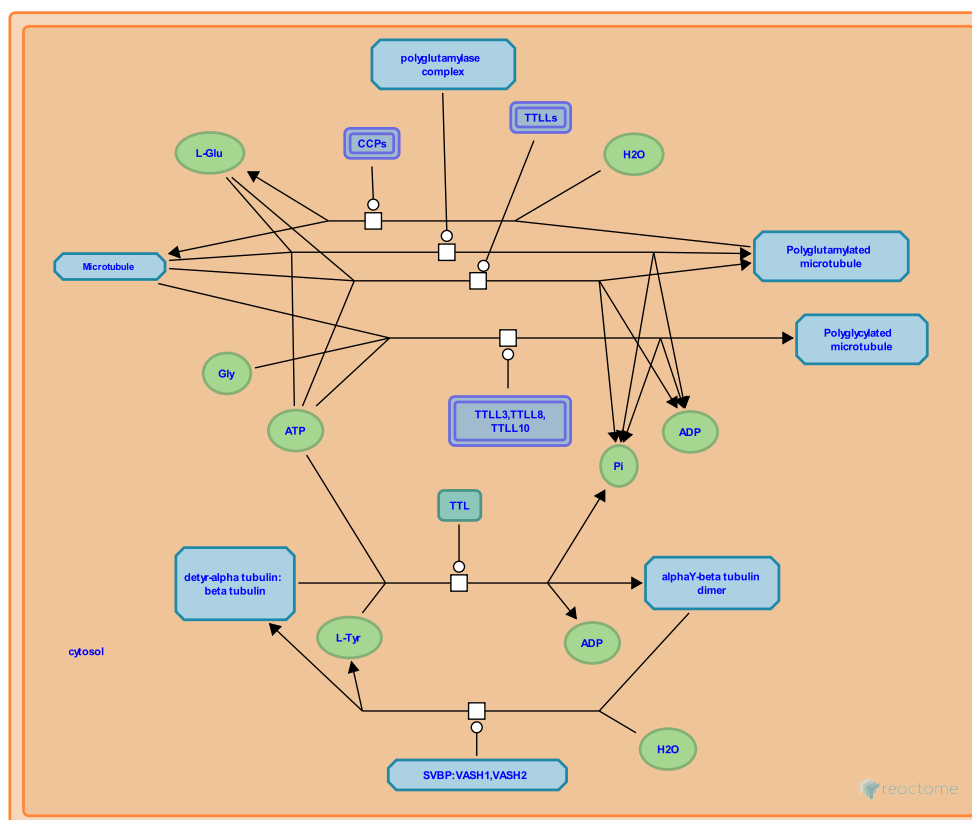 polyglutamylase
complex
TTLLs
CCPs
L-Glu
H2O
Microtubule
Polyglutamylated
microtubule
Polyglycylated
microtubule
Gly
TTLL3,TTLL8,
TTLL10
ATP
ADP
Pi
TTL
detyr-alpha tubulin:
beta tubulin
alphaY-beta tubulin
dimer
L-Tyr
ADP
cytosol
H2O
SVBP:VASH1,VASH2
reactome